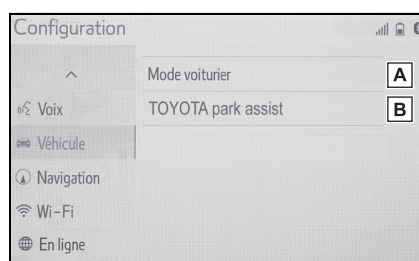 Configuration
Mode voiturier A
Voix
TOYOTA park assist B
Véhicule
Navigation
Wi-Fi
En ligne